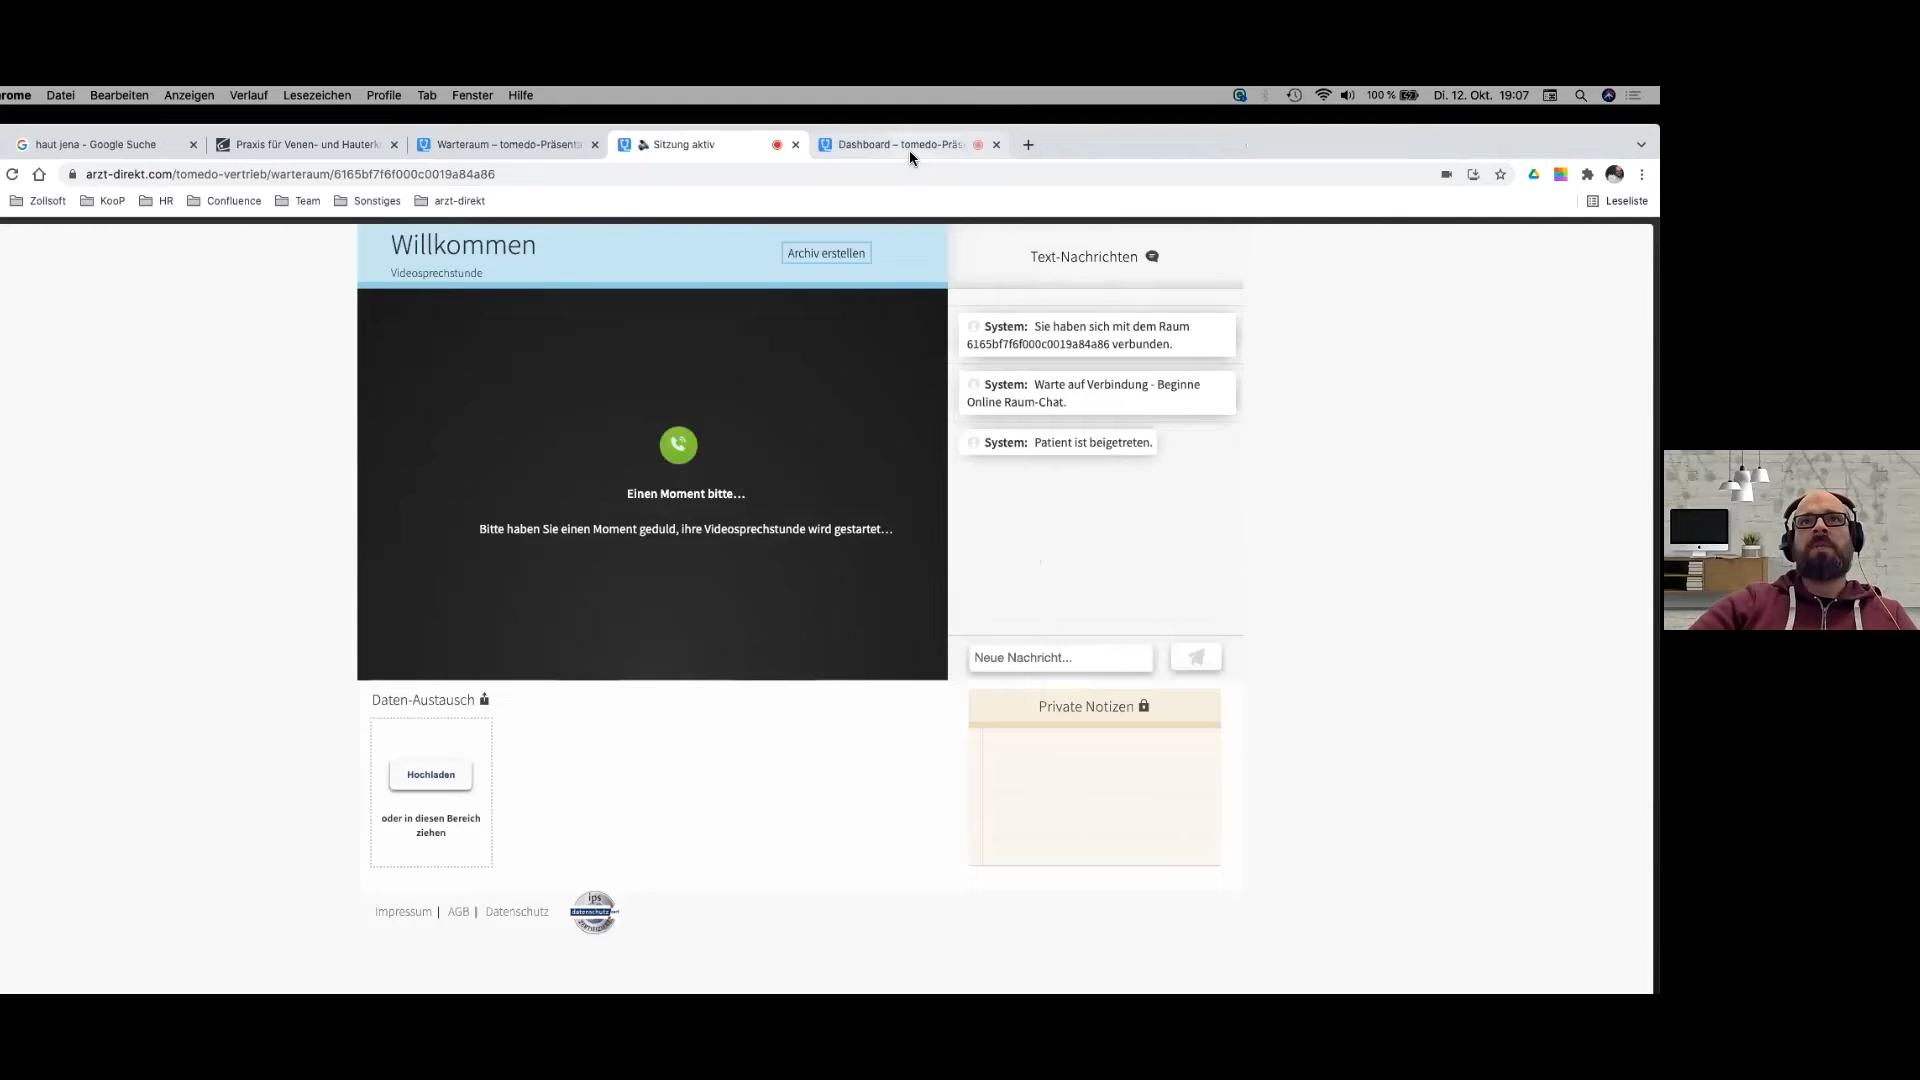 rome Datei Bearbeiten Anzeigen Verlauf Lesezeichen Profile Tab Fenster Hilfe 100 % Di. 12. Okt. 19:07
haut jena – Google Suche Praxis für Venen- und Hauterk Warteraum – tomedo-Präsenta Sitzung aktiv Dashboard – tomedo-Präs
arzt-direkt.com/tomedo-vertrieb/warteraum/6165bf7f6f000c0019a84a86
Zollsoft KooP HR Confluence Team Sonstiges arzt-direkt Leseliste
Willkommen
Videosprechstunde
Archiv erstellen
Text-Nachrichten
System: Sie haben sich mit dem Raum
6165bf7f6f000c0019a84a86 verbunden.
System: Warte auf Verbindung - Beginne
Online Raum-Chat.
System: Patient ist beigetreten.
Einen Moment bitte...
Bitte haben Sie einen Moment geduld, ihre Videosprechstunde wird gestartet...
Neue Nachricht...
Daten-Austausch
Hochladen
oder in diesen Bereich
ziehen
Private Notizen
Impressum | AGB | Datenschutz
ips
datenschutz